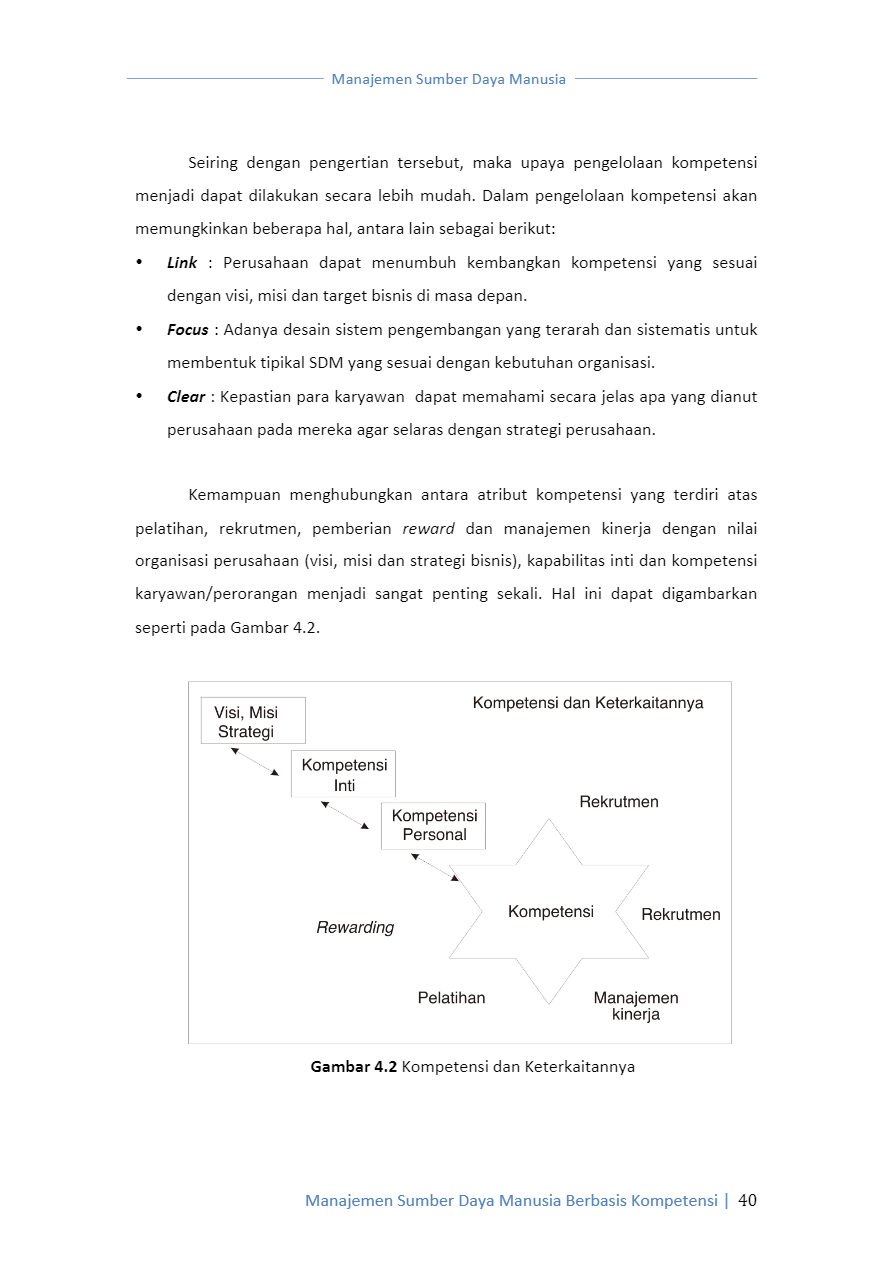 Manajemen Sumber Daya Manusia
Seiring dengan pengertian tersebut, maka upaya pengelolaan kompetensi
menjadi dapat dilakukan secara lebih mudah. Dalam pengelolaan kompetensi akan
memungkinkan beberapa hal, antara lain sebagai berikut:
• Link : Perusahaan dapat menumbuh kembangkan kompetensi yang sesuai
dengan visi, misi dan target bisnis di masa depan.
• Focus : Adanya desain sistem pengembangan yang terarah dan sistematis untuk
membentuk tipikal SDM yang sesuai dengan kebutuhan organisasi.
• Clear : Kepastian para karyawan dapat memahami secara jelas apa yang dianut
perusahaan pada mereka agar selaras dengan strategi perusahaan.
Kemampuan menghubungkan antara atribut kompetensi yang terdiri atas
pelatihan, rekrutmen, pemberian reward dan manajemen kinerja dengan nilai
organisasi perusahaan (visi, misi dan strategi bisnis), kapabilitas inti dan kompetensi
karyawan/perorangan menjadi sangat penting sekali. Hal ini dapat digambarkan
seperti pada Gambar 4.2.
Kompetensi dan Keterkaitannya
Visi, Misi
Strategi
Kompetensi
Inti
Kompetensi
Personal
Rekrutmen
Kompetensi
Rekrutmen
Rewarding
Pelatihan
Manajemen
kinerja
Gambar 4.2 Kompetensi dan Keterkaitannya
Manajemen Sumber Daya Manusia Berbasis Kompetensi | 40